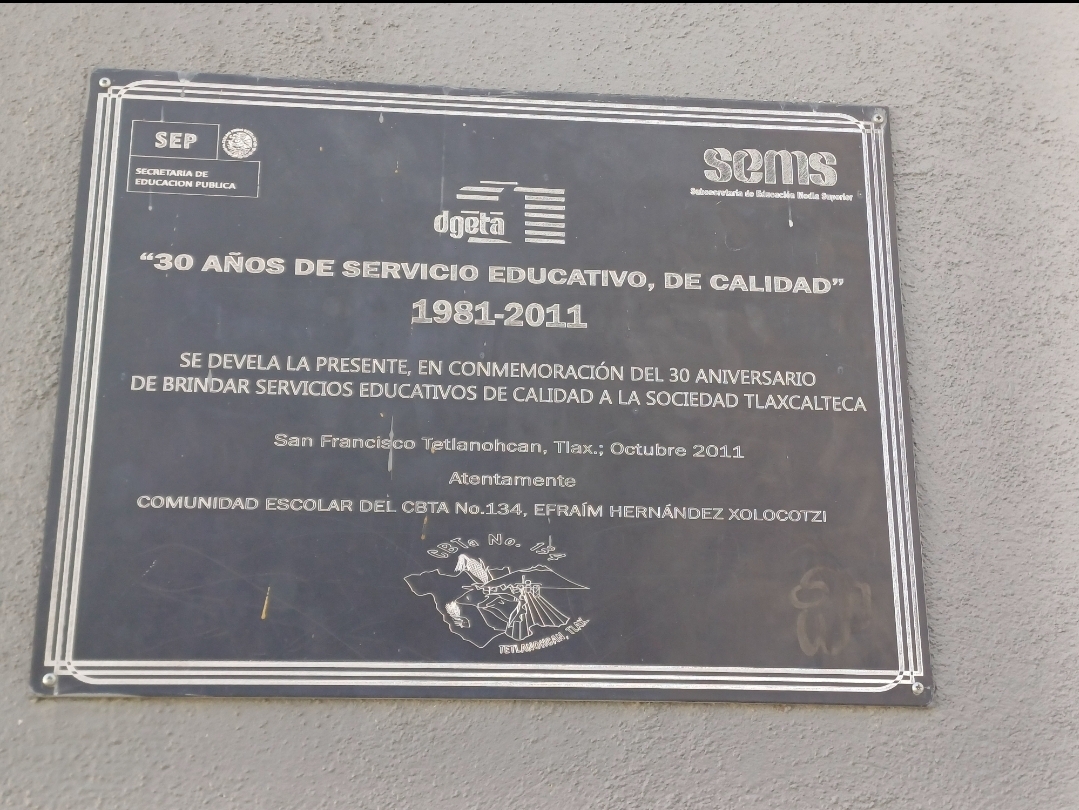 SEP
SECRETARIA DE
EDUCACION PUBLICA
sems
Subsecretaría de Educación Media Superior
dgeta
“30 AÑOS DE SERVICIO EDUCATIVO, DE CALIDAD”
1981-2011
SE DEVELA LA PRESENTE, EN CONMEMORACIÓN DEL 30 ANIVERSARIO
DE BRINDAR SERVICIOS EDUCATIVOS DE CALIDAD A LA SOCIEDAD TLAXCALTECA
San Francisco Tetlanohcan, Tlax.; Octubre 2011
Atentamente
COMUNIDAD ESCOLAR DEL CBTA No.134, EFRAÍM HERNÁNDEZ XOLOCOTZI
CBTa No. 134
TETLANOHCAN, TLAX.